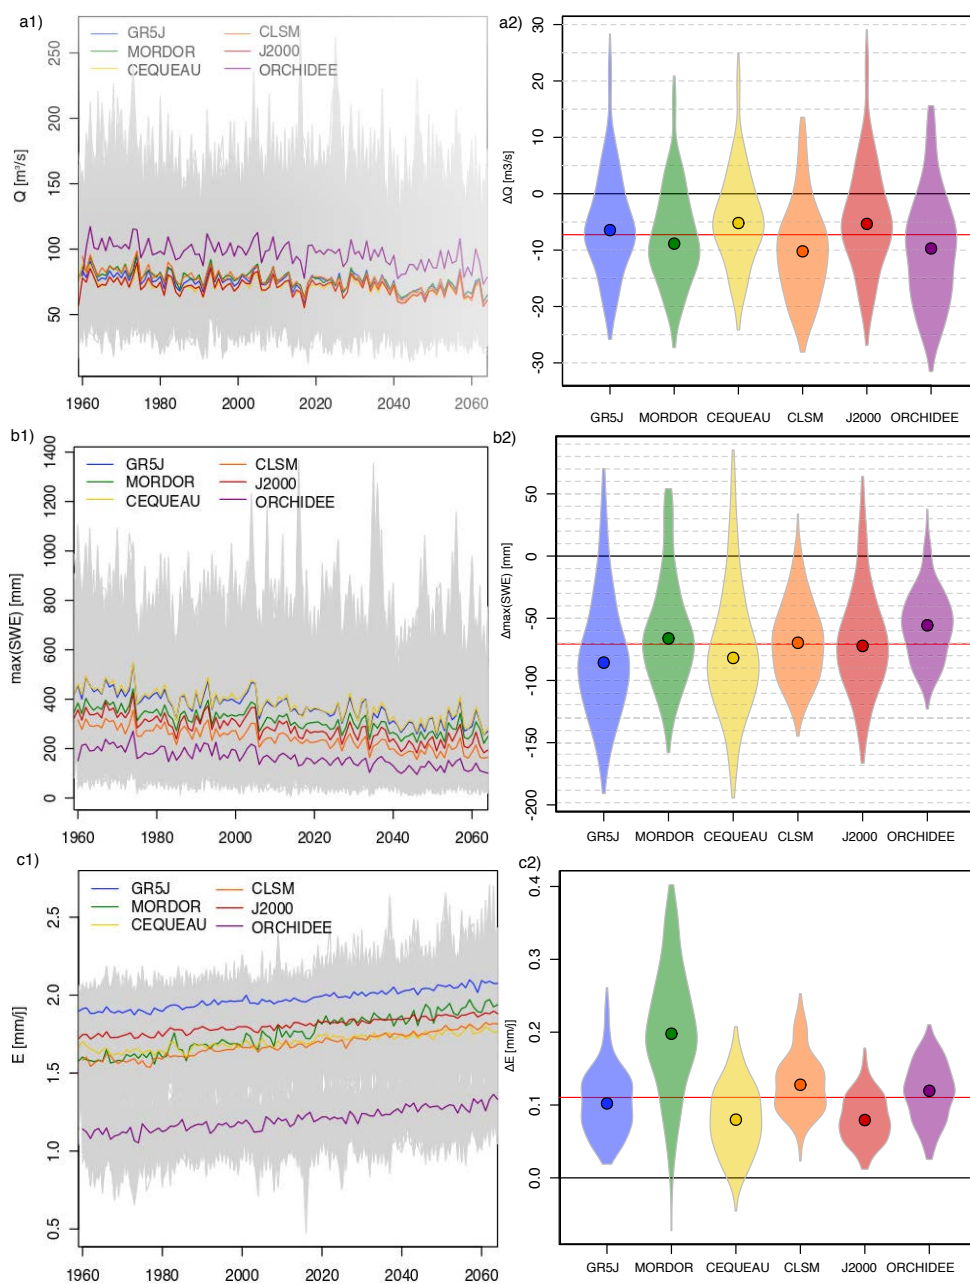 a1)
GR5J
MORDOR
CEQUEAU
CLSM
J2000
ORCHIDEE
Q [m³/s]
250
200
150
100
50
1960
1980
2000
2020
2040
2060
a2)
ΔQ [m3/s]
30
20
10
0
-10
-20
-30
GR5J
MORDOR
CEQUEAU
CLSM
J2000
ORCHIDEE
b1)
GR5J
MORDOR
CEQUEAU
CLSM
J2000
ORCHIDEE
max(SWE) [mm]
1400
1200
1000
800
600
400
200
0
1960
1980
2000
2020
2040
2060
b2)
Δmax(SWE) [mm]
50
0
-50
-100
-150
-200
GR5J
MORDOR
CEQUEAU
CLSM
J2000
ORCHIDEE
c1)
GR5J
MORDOR
CEQUEAU
CLSM
J2000
ORCHIDEE
E [mm/j]
2.5
2.0
1.5
1.0
0.5
1960
1980
2000
2020
2040
2060
c2)
ΔE [mm/j]
0.4
0.3
0.2
0.1
0.0
GR5J
MORDOR
CEQUEAU
CLSM
J2000
ORCHIDEE